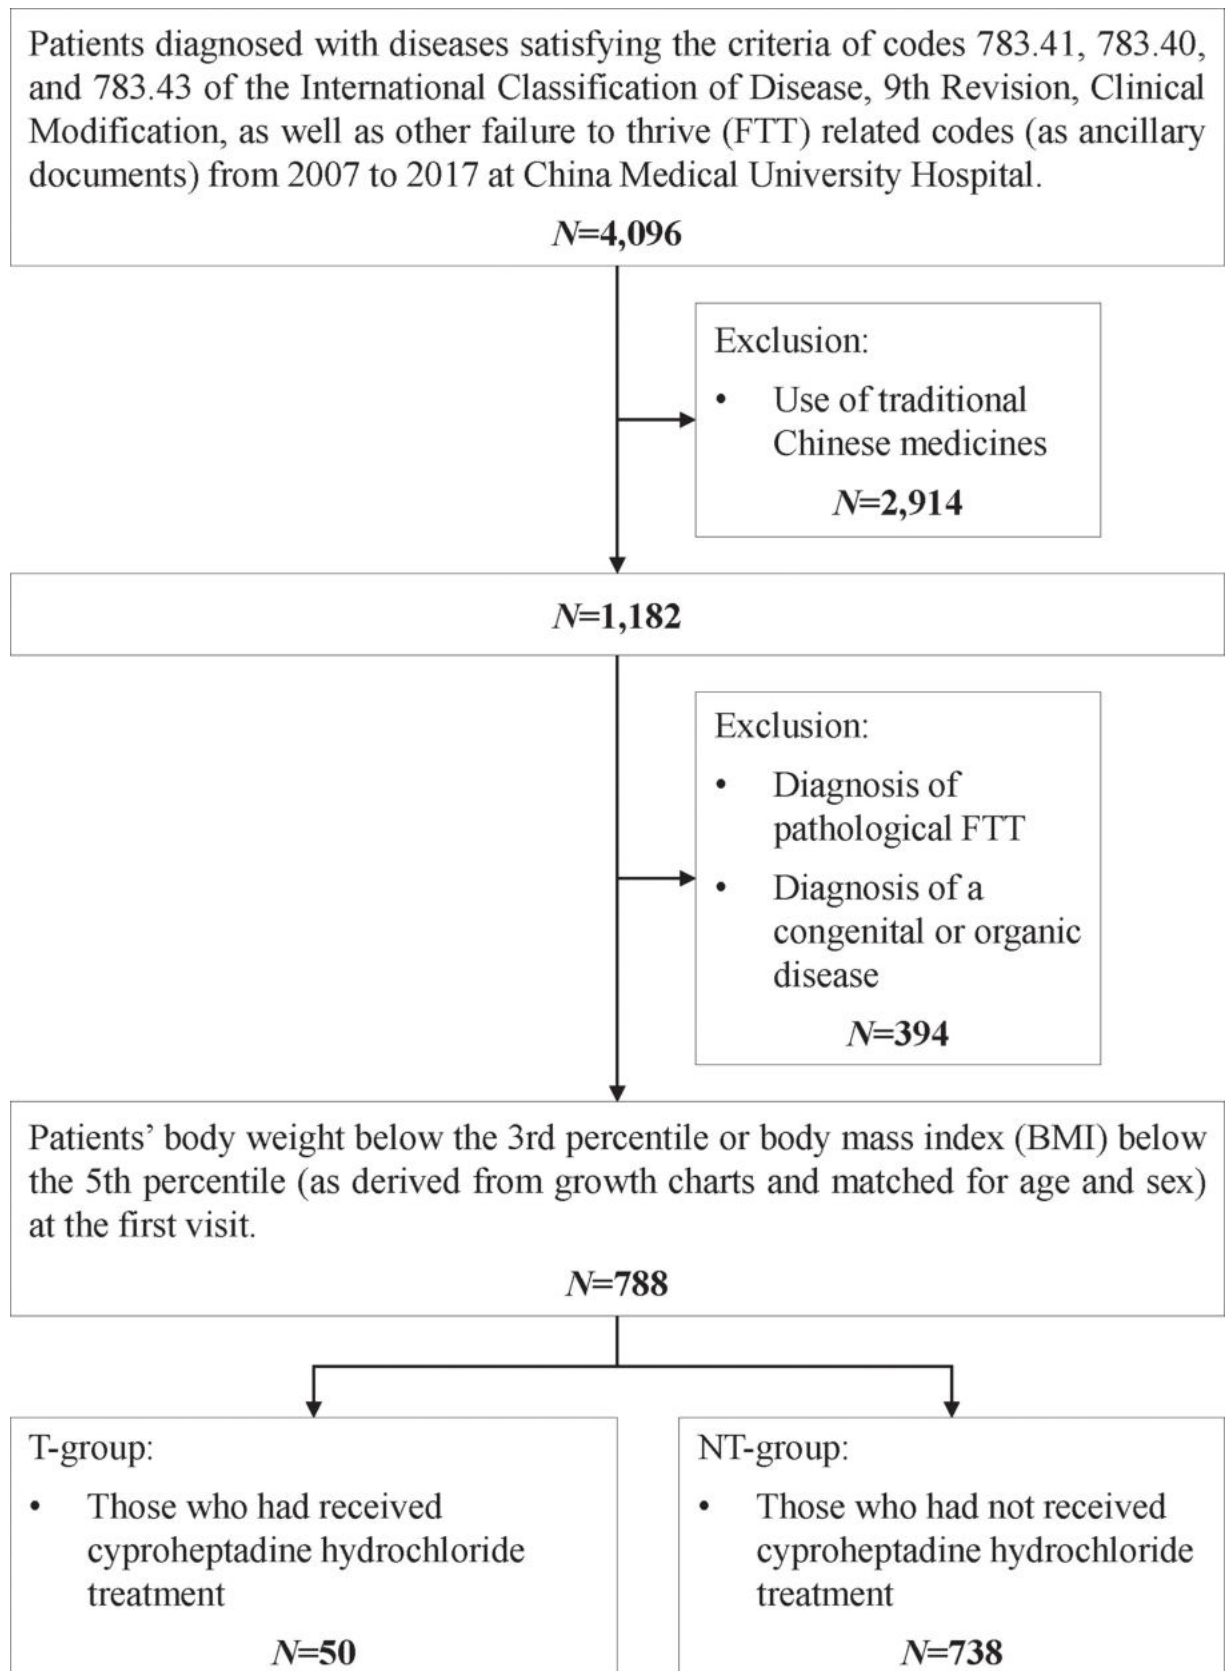 Patients diagnosed with diseases satisfying the criteria of codes 783.41, 783.40,
and 783.43 of the International Classification of Disease, 9th Revision, Clinical
Modification, as well as other failure to thrive (FTT) related codes (as ancillary
documents) from 2007 to 2017 at China Medical University Hospital.
N=4,096
Exclusion:
• Use of traditional
Chinese medicines
N=2,914
N=1,182
Exclusion:
• Diagnosis of
pathological FTT
• Diagnosis of a
congenital or organic
disease
N=394
Patients’ body weight below the 3rd percentile or body mass index (BMI) below
the 5th percentile (as derived from growth charts and matched for age and sex)
at the first visit.
N=788
T-group:
• Those who had received
cyproheptadine hydrochloride
treatment
N=50
NT-group:
• Those who had not received
cyproheptadine hydrochloride
treatment
N=738